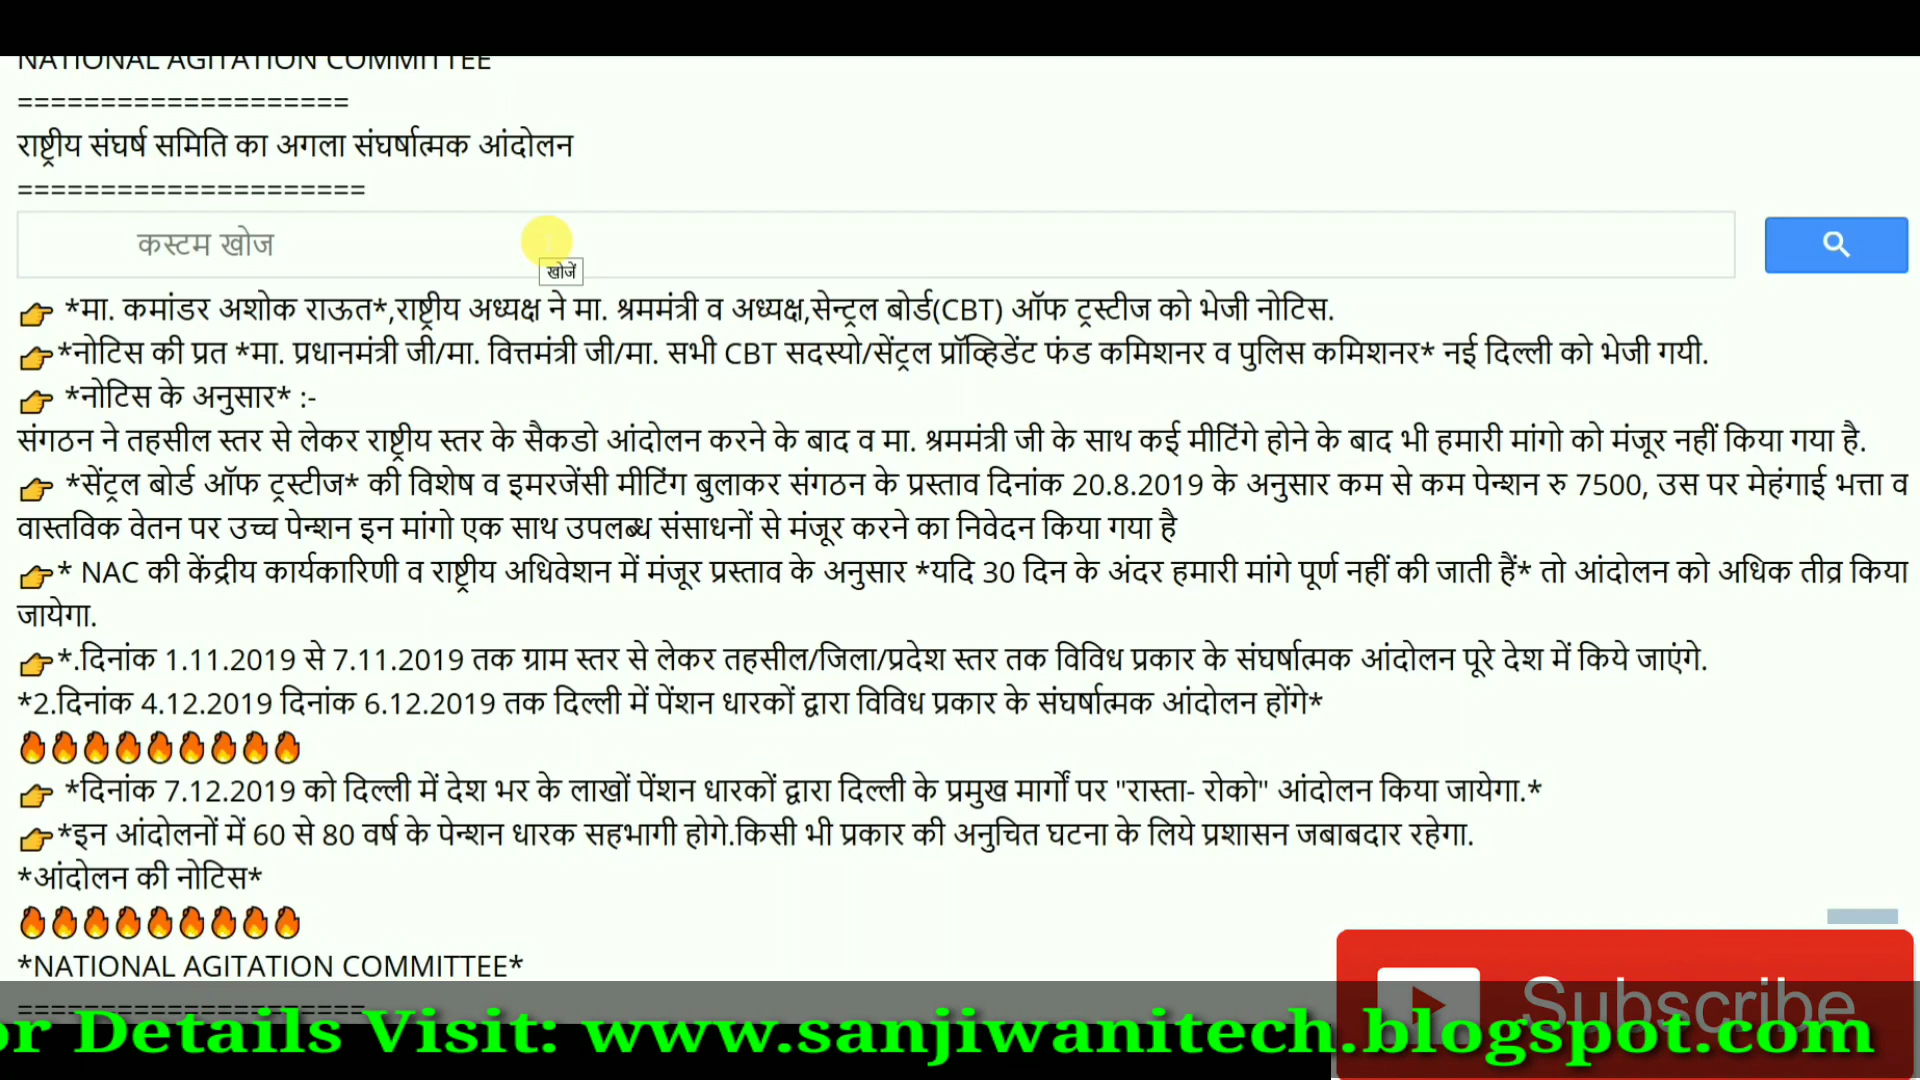 NATIONAL AGITATION COMMITTEE
====================
राष्ट्रीय संघर्ष समिति का अगला संघर्षात्मक आंदोलन
=====================
कस्टम खोज
खोजें
👉 *मा. कमांडर अशोक राऊत*,राष्ट्रीय अध्यक्ष ने मा. श्रममंत्री व अध्यक्ष,सेन्ट्रल बोर्ड(CBT) ऑफ ट्रस्टीज को भेजी नोटिस.
👉*नोटिस की प्रत *मा. प्रधानमंत्री जी/मा. वित्तमंत्री जी/मा. सभी CBT सदस्यो/सेंट्रल प्रॉव्हिडेंट फंड कमिशनर व पुलिस कमिशनर* नई दिल्ली को भेजी गयी.
👉 *नोटिस के अनुसार* :-
संगठन ने तहसील स्तर से लेकर राष्ट्रीय स्तर के सैकडो आंदोलन करने के बाद व मा. श्रममंत्री जी के साथ कई मीटिंगे होने के बाद भी हमारी मांगो को मंजूर नहीं किया गया है.
👉 *सेंट्रल बोर्ड ऑफ ट्रस्टीज* की विशेष व इमरजेंसी मीटिंग बुलाकर संगठन के प्रस्ताव दिनांक 20.8.2019 के अनुसार कम से कम पेन्शन रु 7500, उस पर मेहंगाई भत्ता व
वास्तविक वेतन पर उच्च पेन्शन इन मांगो एक साथ उपलब्ध संसाधनों से मंजूर करने का निवेदन किया गया है
👉* NAC की केंद्रीय कार्यकारिणी व राष्ट्रीय अधिवेशन में मंजूर प्रस्ताव के अनुसार *यदि 30 दिन के अंदर हमारी मांगे पूर्ण नहीं की जाती हैं* तो आंदोलन को अधिक तीव्र किया
जायेगा.
👉*.दिनांक 1.11.2019 से 7.11.2019 तक ग्राम स्तर से लेकर तहसील/जिला/प्रदेश स्तर तक विविध प्रकार के संघर्षात्मक आंदोलन पूरे देश में किये जाएंगे.
*2.दिनांक 4.12.2019 दिनांक 6.12.2019 तक दिल्ली में पेंशन धारकों द्वारा विविध प्रकार के संघर्षात्मक आंदोलन होंगे*
🔥🔥🔥🔥🔥🔥🔥🔥🔥
👉 *दिनांक 7.12.2019 को दिल्ली में देश भर के लाखों पेंशन धारकों द्वारा दिल्ली के प्रमुख मार्गों पर "रास्ता- रोको" आंदोलन किया जायेगा.*
👉*इन आंदोलनों में 60 से 80 वर्ष के पेन्शन धारक सहभागी होगे.किसी भी प्रकार की अनुचित घटना के लिये प्रशासन जबाबदार रहेगा.
*आंदोलन की नोटिस*
🔥🔥🔥🔥🔥🔥🔥🔥🔥
*NATIONAL AGITATION COMMITTEE*
=====================
Subscribe
or Details Visit: www.sanjiwanitech.blogspot.com